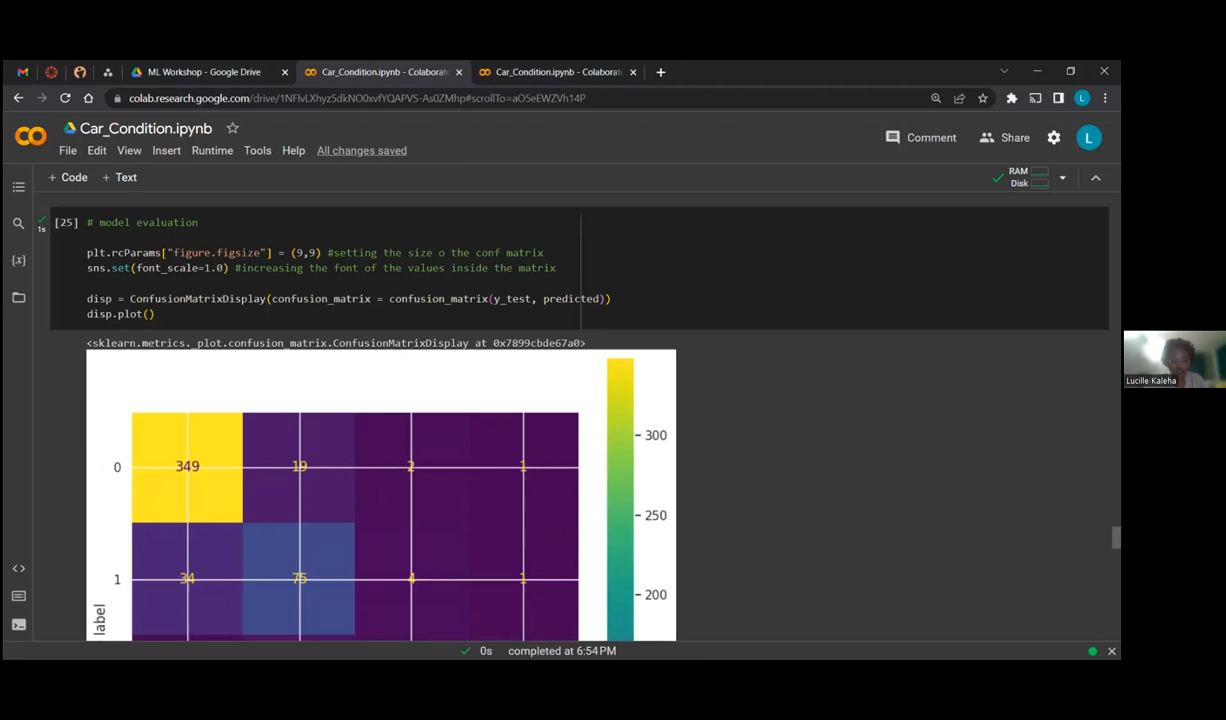 ML Workshop - Google Drive
Car_Condition.ipynb - Colaborat
Car_Condition.ipynb - Colaborat
colab.research.google.com/drive/1NFlvLXhyz5dkNO0xvfYQAPVS-As0ZMhp#scrollTo=aO5eEWZVh14P
L
Car_Condition.ipynb
Comment
Share
L
File Edit View Insert Runtime Tools Help All changes saved
+ Code + Text
RAM
Disk
1s
[25] # model evaluation
plt.rcParams["figure.figsize"] = (9,9) #setting the size o the conf matrix
sns.set(font_scale=1.0) #increasing the font of the values inside the matrix
disp = ConfusionMatrixDisplay(confusion_matrix = confusion_matrix(y_test, predicted))
disp.plot()
<sklearn.metrics._plot.confusion_matrix.ConfusionMatrixDisplay at 0x7899cbde67a0>
0 349 19 2 1
300
250
1 34 75 4 1
200
label
0s completed at 6:54 PM
Lucille Kaleha